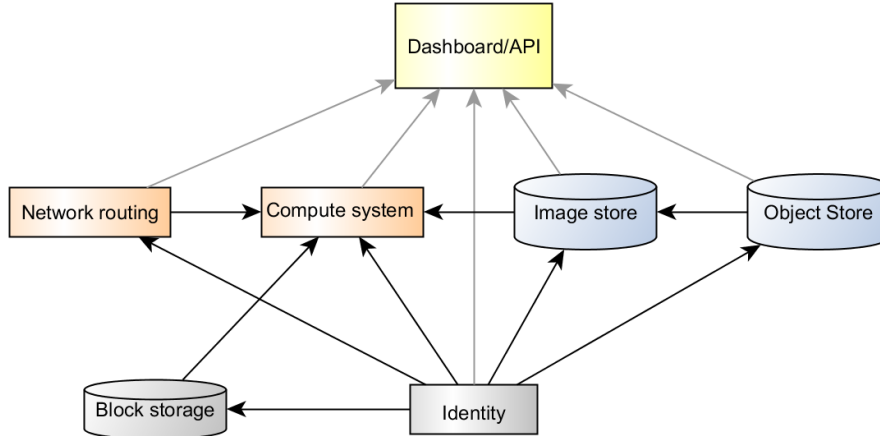 Dashboard/API
Network routing
Compute system
Image store
Object Store
Block storage
Identity